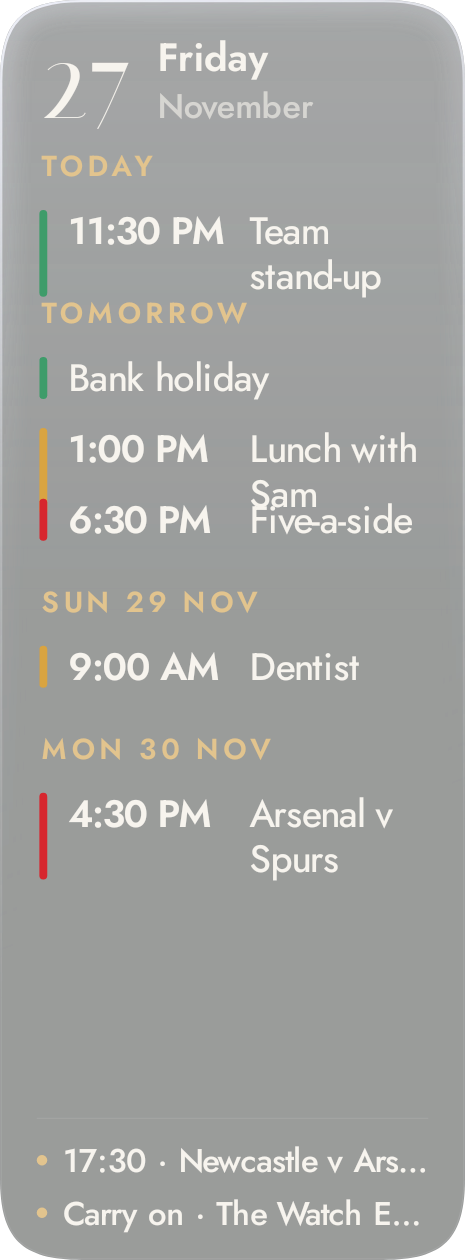 27 Friday
November
TODAY
11:30 PM Team
stand-up
TOMORROW
Bank holiday
1:00 PM Lunch with
Sam
6:30 PM Five-a-side
SUN 29 NOV
9:00 AM Dentist
MON 30 NOV
4:30 PM Arsenal v
Spurs
• 17:30 · Newcastle v Ars...
• Carry on · The Watch E...